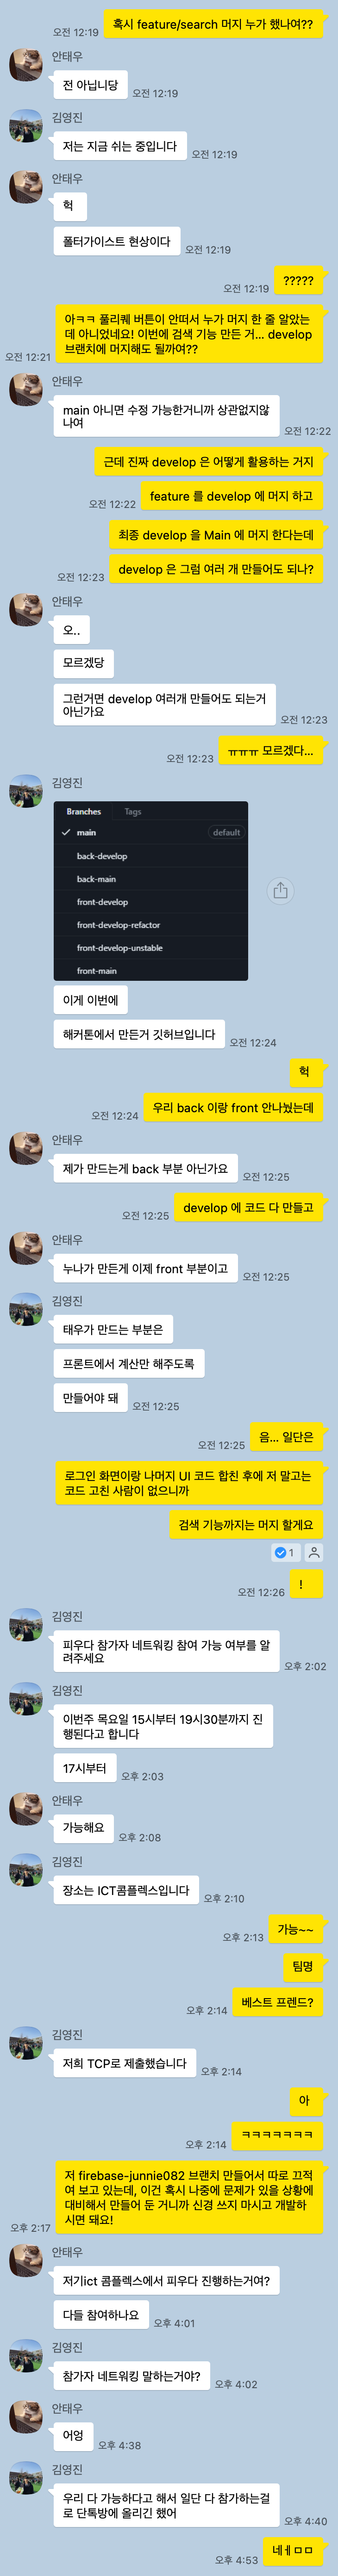 혹시 feature/search 머지 누가 했나여??
오전 12:19
안태우
전 아닙니당
오전 12:19
김영진
저는 지금 쉬는 중입니다
오전 12:19
안태우
헉
폴터가이스트 현상이다
오전 12:19
?????
오전 12:19
아ㅋㅋ 풀리퀘 버튼이 안떠서 누가 머지 한 줄 알았는
데 아니었네요! 이번에 검색 기능 만든 거... develop
브랜치에 머지해도 될까여??
오전 12:21
안태우
main 아니면 수정 가능한거니까 상관없지않
나여
오전 12:22
근데 진짜 develop 은 어떻게 활용하는 거지
feature 를 develop 에 머지 하고
오전 12:22
최종 develop 을 Main 에 머지 한다는데
develop 은 그럼 여러 개 만들어도 되나?
오전 12:23
안태우
오..
모르겠당
그런거면 develop 여러개 만들어도 되는거
아닌가요
오전 12:23
ㅠㅠㅠ 모르겠다...
오전 12:23
김영진
Branches Tags
main default
back-develop
back-main
front-develop
front-develop-refactor
front-develop-unstable
front-main
이게 이번에
해커톤에서 만든거 깃허브입니다
오전 12:24
헉
우리 back 이랑 front 안나눴는데
오전 12:24
안태우
제가 만드는게 back 부분 아닌가요
오전 12:25
develop 에 코드 다 만들고
오전 12:25
안태우
누나가 만든게 이제 front 부분이고
오전 12:25
김영진
태우가 만드는 부분은
프론트에서 계산만 해주도록
만들어야 돼
오전 12:25
음... 일단은
오전 12:25
로그인 화면이랑 나머지 UI 코드 합친 후에 저 말고는
코드 고친 사람이 없으니까
검색 기능까지는 머지 할게요
1
!
오전 12:26
김영진
피우다 참가자 네트워킹 참여 가능 여부를 알
려주세요
오후 2:02
김영진
이번주 목요일 15시부터 19시30분까지 진
행된다고 합니다
17시부터
오후 2:03
안태우
가능해요
오후 2:08
김영진
장소는 ICT콤플렉스입니다
오후 2:10
가능~~
오후 2:13
팀명
베스트 프렌드?
오후 2:14
김영진
저희 TCP로 제출했습니다
오후 2:14
아
ㅋㅋㅋㅋㅋㅋㅋ
오후 2:14
저 firebase-junnie082 브랜치 만들어서 따로 끄적
여 보고 있는데, 이건 혹시 나중에 문제가 있을 상황에
대비해서 만들어 둔 거니까 신경 쓰지 마시고 개발하
시면 돼요!
오후 2:17
안태우
저기ict 콤플렉스에서 피우다 진행하는거여?
다들 참여하나요
오후 4:01
김영진
참가자 네트워킹 말하는거야?
오후 4:02
안태우
어엉
오후 4:38
김영진
우리 다 가능하다고 해서 일단 다 참가하는걸
로 단톡방에 올리긴 했어
오후 4:40
네ㅔㅁㅁ
오후 4:53